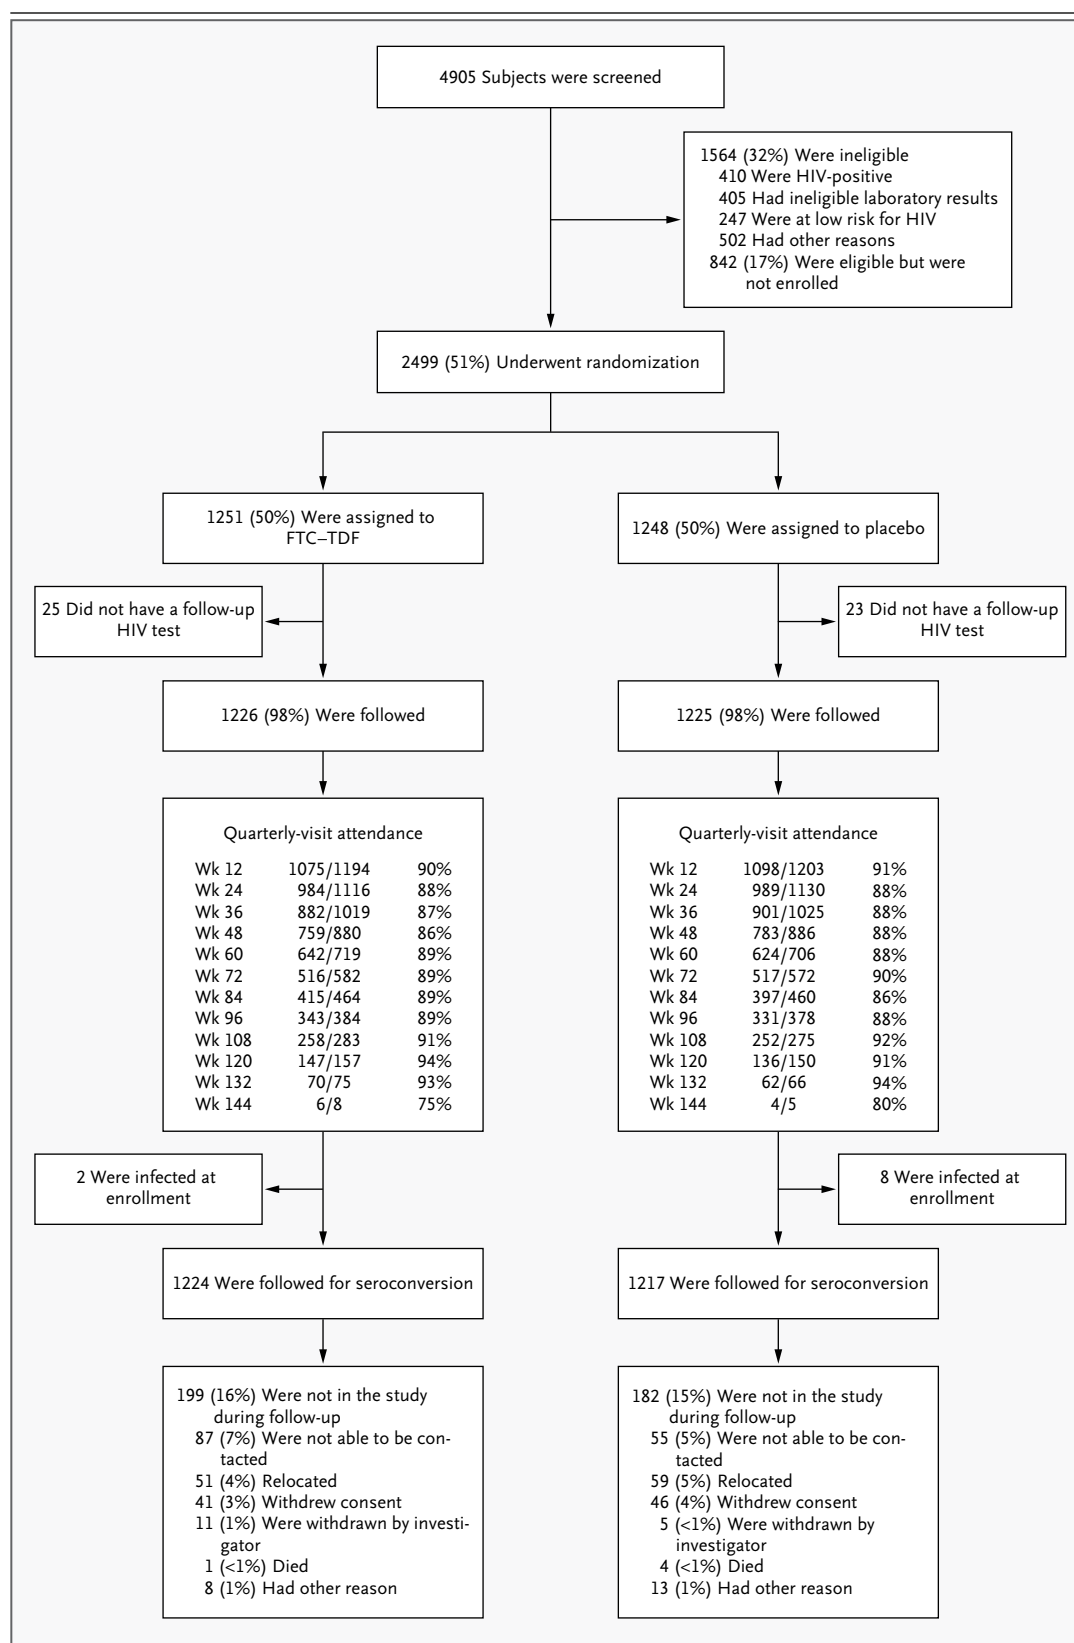 4905 Subjects were screened
1564 (32%) Were ineligible
410 Were HIV-positive
405 Had ineligible laboratory results
247 Were at low risk for HIV
502 Had other reasons
842 (17%) Were eligible but were
not enrolled
2499 (51%) Underwent randomization
1251 (50%) Were assigned to
FTC–TDF
1248 (50%) Were assigned to placebo
25 Did not have a follow-up
HIV test
23 Did not have a follow-up
HIV test
1226 (98%) Were followed
1225 (98%) Were followed
Quarterly-visit attendance
Wk 12 1075/1194 90%
Wk 24 984/1116 88%
Wk 36 882/1019 87%
Wk 48 759/880 86%
Wk 60 642/719 89%
Wk 72 516/582 89%
Wk 84 415/464 89%
Wk 96 343/384 89%
Wk 108 258/283 91%
Wk 120 147/157 94%
Wk 132 70/75 93%
Wk 144 6/8 75%
Quarterly-visit attendance
Wk 12 1098/1203 91%
Wk 24 989/1130 88%
Wk 36 901/1025 88%
Wk 48 783/886 88%
Wk 60 624/706 88%
Wk 72 517/572 90%
Wk 84 397/460 86%
Wk 96 331/378 88%
Wk 108 252/275 92%
Wk 120 136/150 91%
Wk 132 62/66 94%
Wk 144 4/5 80%
2 Were infected at
enrollment
8 Were infected at
enrollment
1224 Were followed for seroconversion
1217 Were followed for seroconversion
199 (16%) Were not in the study
during follow-up
87 (7%) Were not able to be con-
tacted
51 (4%) Relocated
41 (3%) Withdrew consent
11 (1%) Were withdrawn by investi-
gator
1 (<1%) Died
8 (1%) Had other reason
182 (15%) Were not in the study
during follow-up
55 (5%) Were not able to be con-
tacted
59 (5%) Relocated
46 (4%) Withdrew consent
5 (<1%) Were withdrawn by
investigator
4 (<1%) Died
13 (1%) Had other reason